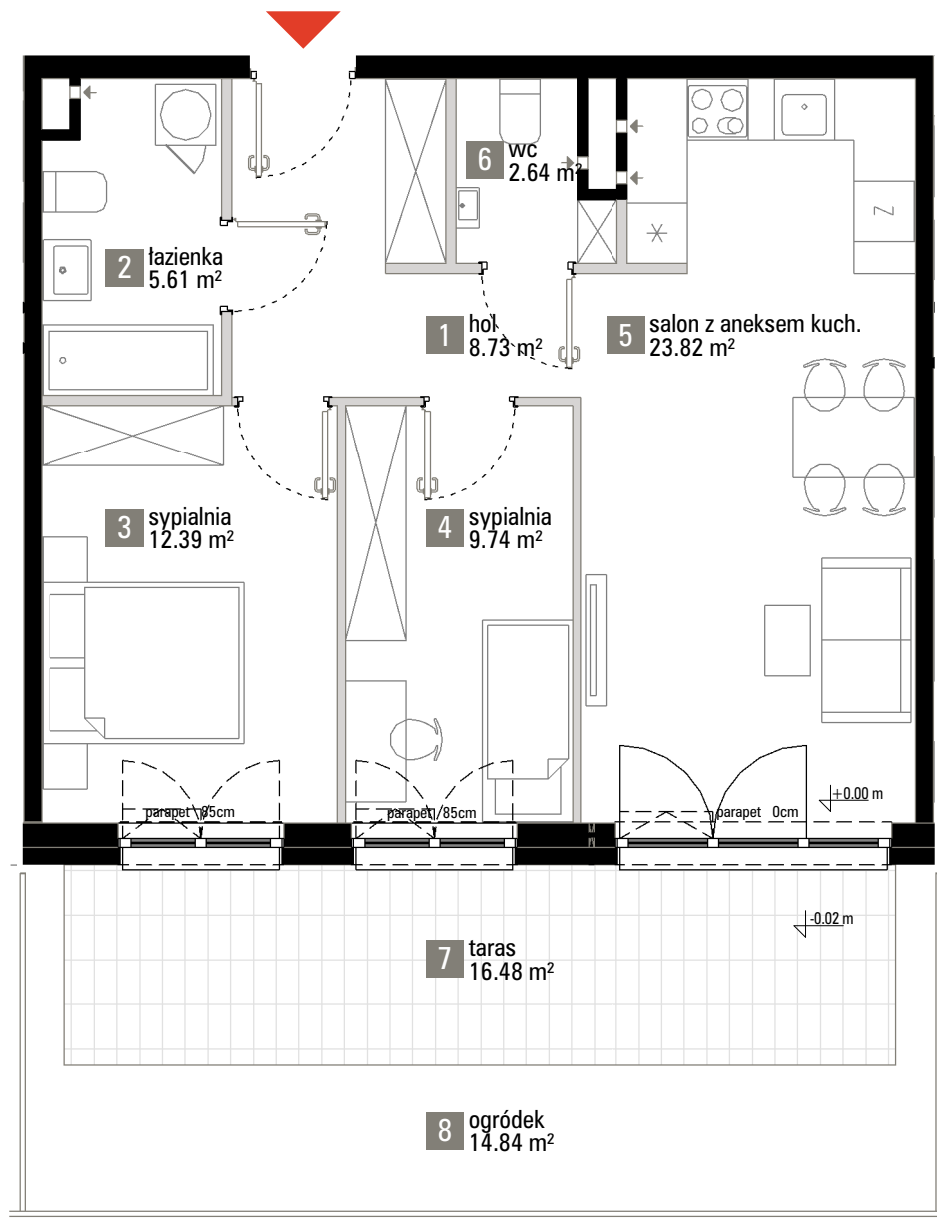 6 wc
2.64 m²
2 łazienka
5.61 m²
1 hol
8.73 m²
5 salon z aneksem kuch.
23.82 m²
Z
3 sypialnia
12.39 m²
4 sypialnia
9.74 m²
+0.00 m
parapet 85cm
parapet 85cm
parapet 0cm
-0.02 m
7 taras
16.48 m²
8 ogródek
14.84 m²